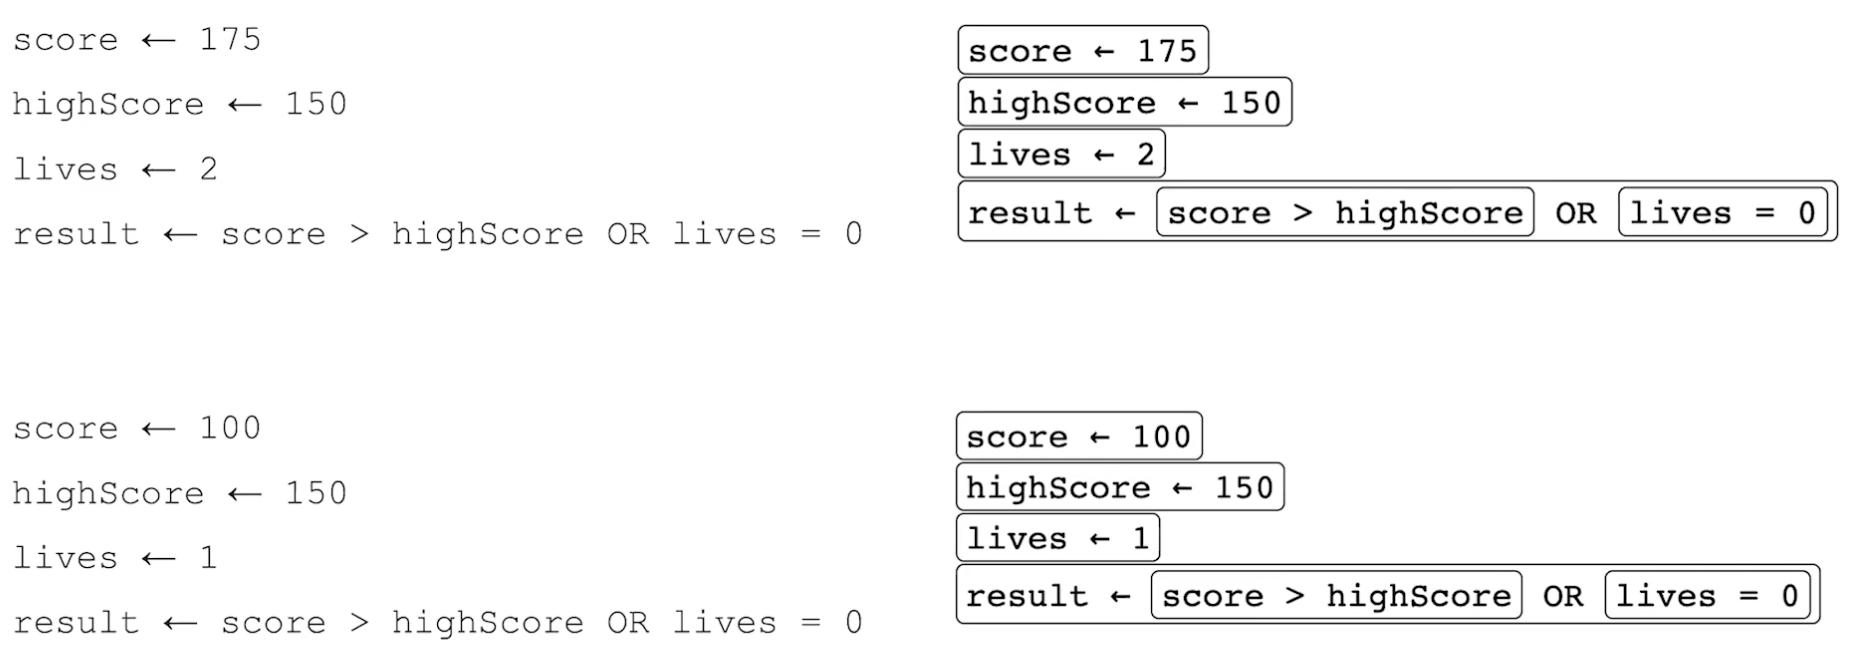 score ← 175
highScore ← 150
lives ← 2
result ← score > highScore OR lives = 0
score ← 175
highScore ← 150
lives ← 2
result ← score > highScore OR lives = 0
score ← 100
highScore ← 150
lives ← 1
result ← score > highScore OR lives = 0
score ← 100
highScore ← 150
lives ← 1
result ← score > highScore OR lives = 0